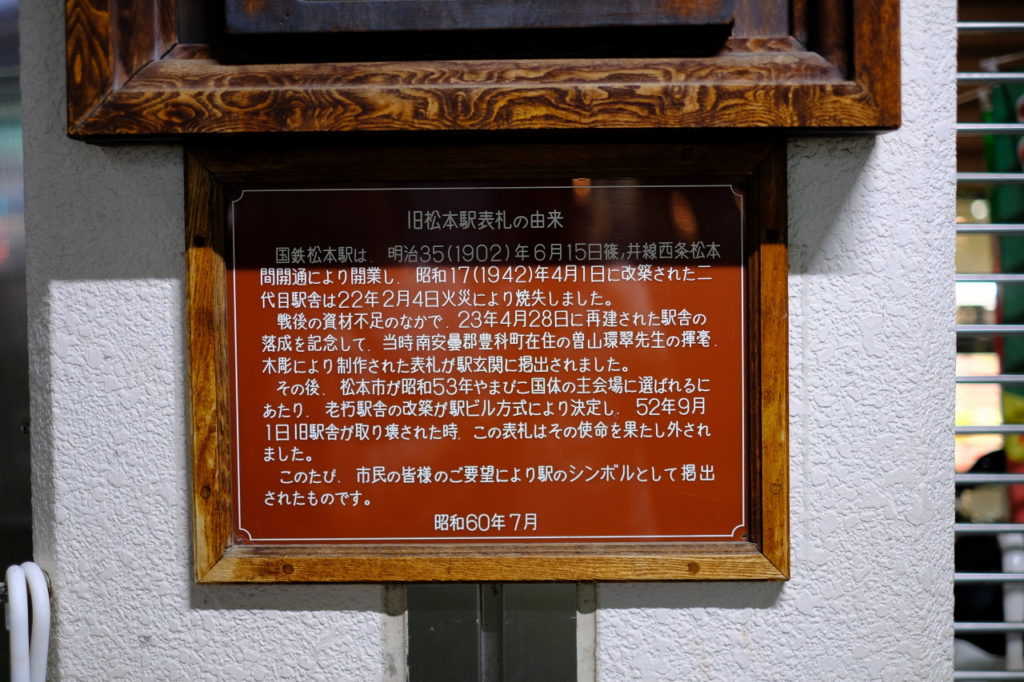 旧松本駅表札の由来
国鉄松本駅は、明治35(1902)年6月15日篠ノ井線西条松本
間開通により開業し、昭和17(1942)年4月1日に改築された二
代目駅舎は22年2月4日火災により焼失しました。
戦後の資材不足のなかで、23年4月28日に再建された駅舎の
落成を記念して、当時南安曇郡豊科町在住の曽山環翠先生の揮毫、
木彫により制作された表札が駅玄関に掲出されました。
その後、松本市が昭和53年やまびこ国体の主会場に選ばれるに
あたり、老朽駅舎の改築が駅ビル方式により決定し、52年9月
1日旧駅舎が取り壊された時、この表札はその使命を果たし外され
ました。
このたび、市民の皆様のご要望により駅のシンボルとして掲出
されたものです。
昭和60年7月